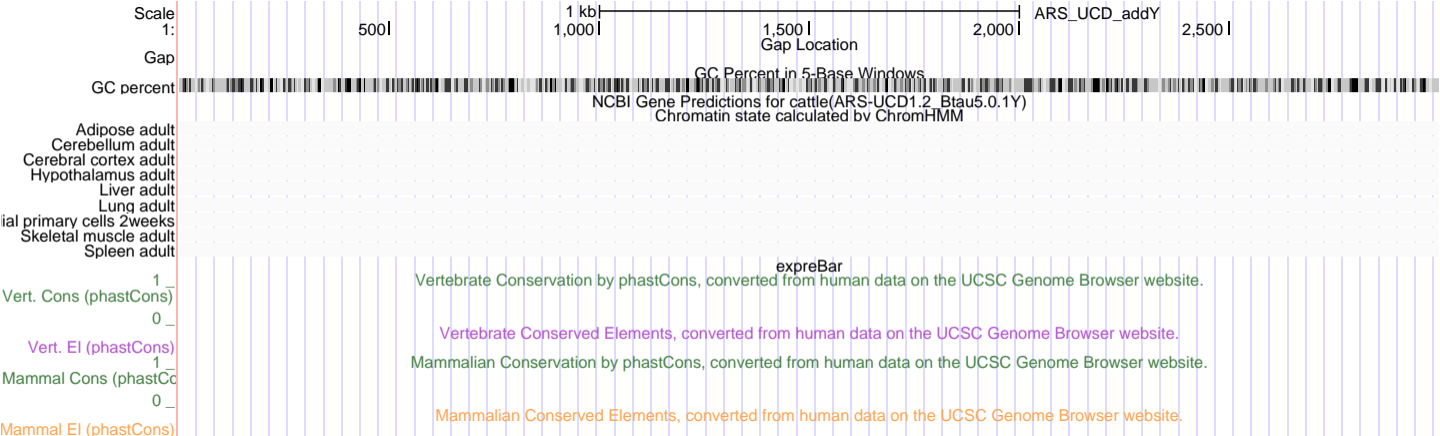 Scale 1 kb ARS_UCD_addY
1: 500 1,000 1,500 2,000 2,500
Gap Location
Gap
GC Percent in 5-Base Windows
GC percent
NCBI Gene Predictions for cattle(ARS-UCD1.2_Btau5.0.1Y)
Chromatin state calculated by ChromHMM
Adipose adult
Cerebellum adult
Cerebral cortex adult
Hypothalamus adult
Liver adult
Lung adult
ial primary cells 2weeks
Skeletal muscle adult
Spleen adult
expreBar
1 _ Vertebrate Conservation by phastCons, converted from human data on the UCSC Genome Browser website.
Vert. Cons (phastCons)
0 _
Vertebrate Conserved Elements, converted from human data on the UCSC Genome Browser website.
Vert. El (phastCons)
1 _ Mammalian Conservation by phastCons, converted from human data on the UCSC Genome Browser website.
Mammal Cons (phastCo
0 _
Mammalian Conserved Elements, converted from human data on the UCSC Genome Browser website.
Mammal El (phastCons)